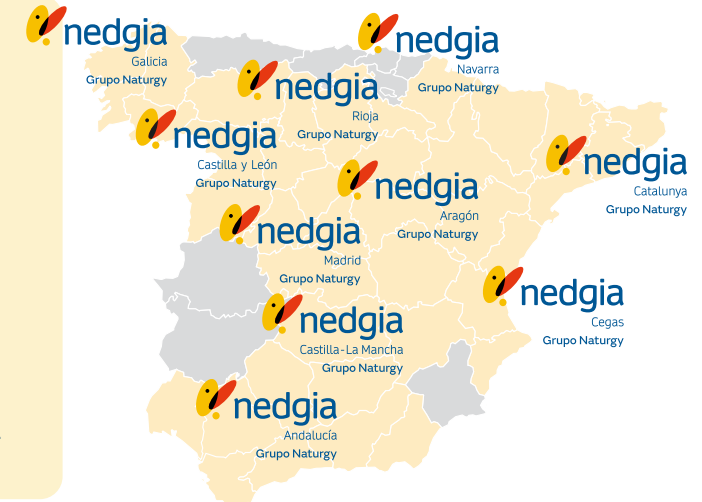 nedgia
Galicia
Grupo Naturgy
nedgia
Navarra
Grupo Naturgy
nedgia
Rioja
Grupo Naturgy
nedgia
Castilla y León
Grupo Naturgy
nedgia
Catalunya
Grupo Naturgy
nedgia
Aragón
Grupo Naturgy
nedgia
Madrid
Grupo Naturgy
nedgia
Cegas
Grupo Naturgy
nedgia
Castilla-La Mancha
Grupo Naturgy
nedgia
Andalucía
Grupo Naturgy